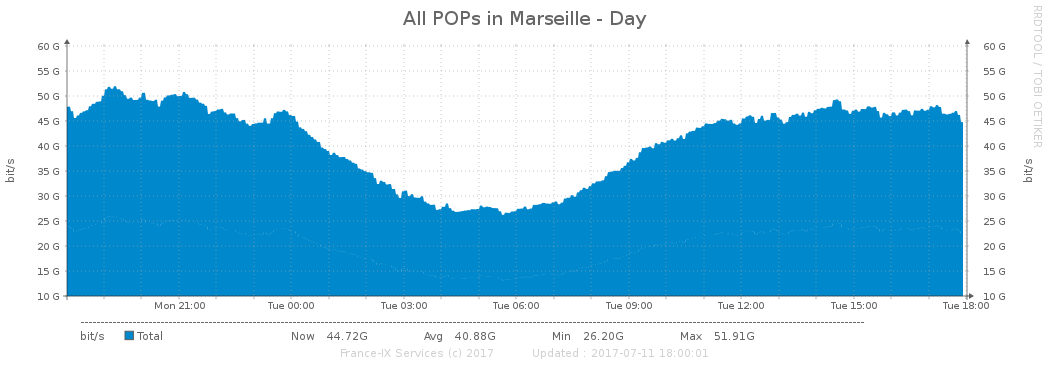 All POPs in Marseille - Day
RRDTOOL / TOBI OETIKER
bit/s
60 G 60 G
55 G 55 G
50 G 50 G
45 G 45 G
40 G 40 G
35 G 35 G
30 G 30 G
25 G 25 G
20 G 20 G
15 G 15 G
10 G 10 G
bit/s
Mon 21:00 Tue 00:00 Tue 03:00 Tue 06:00 Tue 09:00 Tue 12:00 Tue 15:00 Tue 18:00
bit/s Total Now 44.72G Avg 40.88G Min 26.20G Max 51.91G
France-IX Services (c) 2017 Updated : 2017-07-11 18:00:01